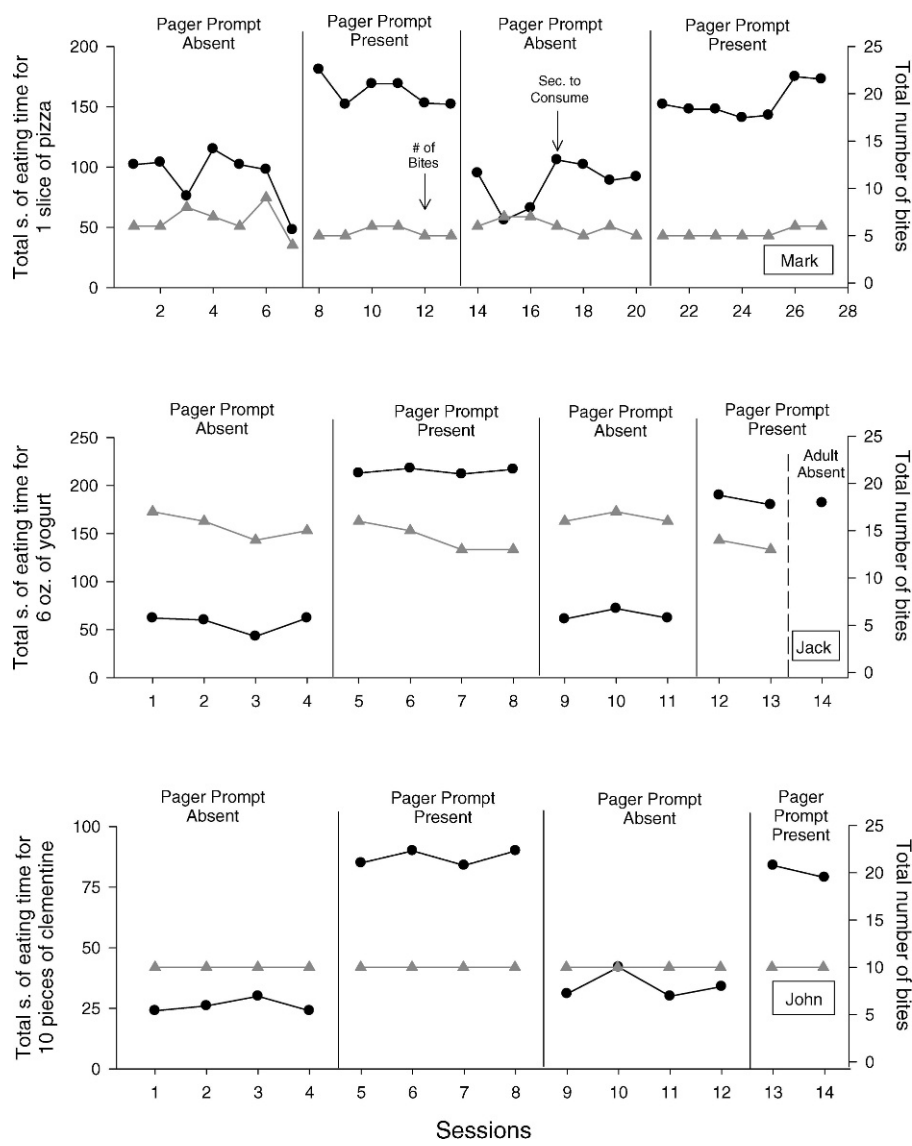 Pager Prompt
Absent
Pager Prompt
Present
Pager Prompt
Absent
Pager Prompt
Present
Total s. of eating time for
1 slice of pizza
200
150
100
50
0
# of
Bites
Sec. to
Consume
Mark
25
20
15
10
5
0
Total number of bites
2 4 6 8 10 12 14 16 18 20 22 24 26 28
Pager Prompt
Absent
Pager Prompt
Present
Pager Prompt
Absent
Pager Prompt
Present
Adult
Absent
Total s. of eating time for
6 oz. of yogurt
250
200
150
100
50
0
Jack
25
20
15
10
5
0
Total number of bites
1 2 3 4 5 6 7 8 9 10 11 12 13 14
Pager Prompt
Absent
Pager Prompt
Present
Pager Prompt
Absent
Pager
Prompt
Present
Total s. of eating time for
10 pieces of clementine
100
75
50
25
0
John
25
20
15
10
5
0
Total number of bites
1 2 3 4 5 6 7 8 9 10 11 12 13 14
Sessions